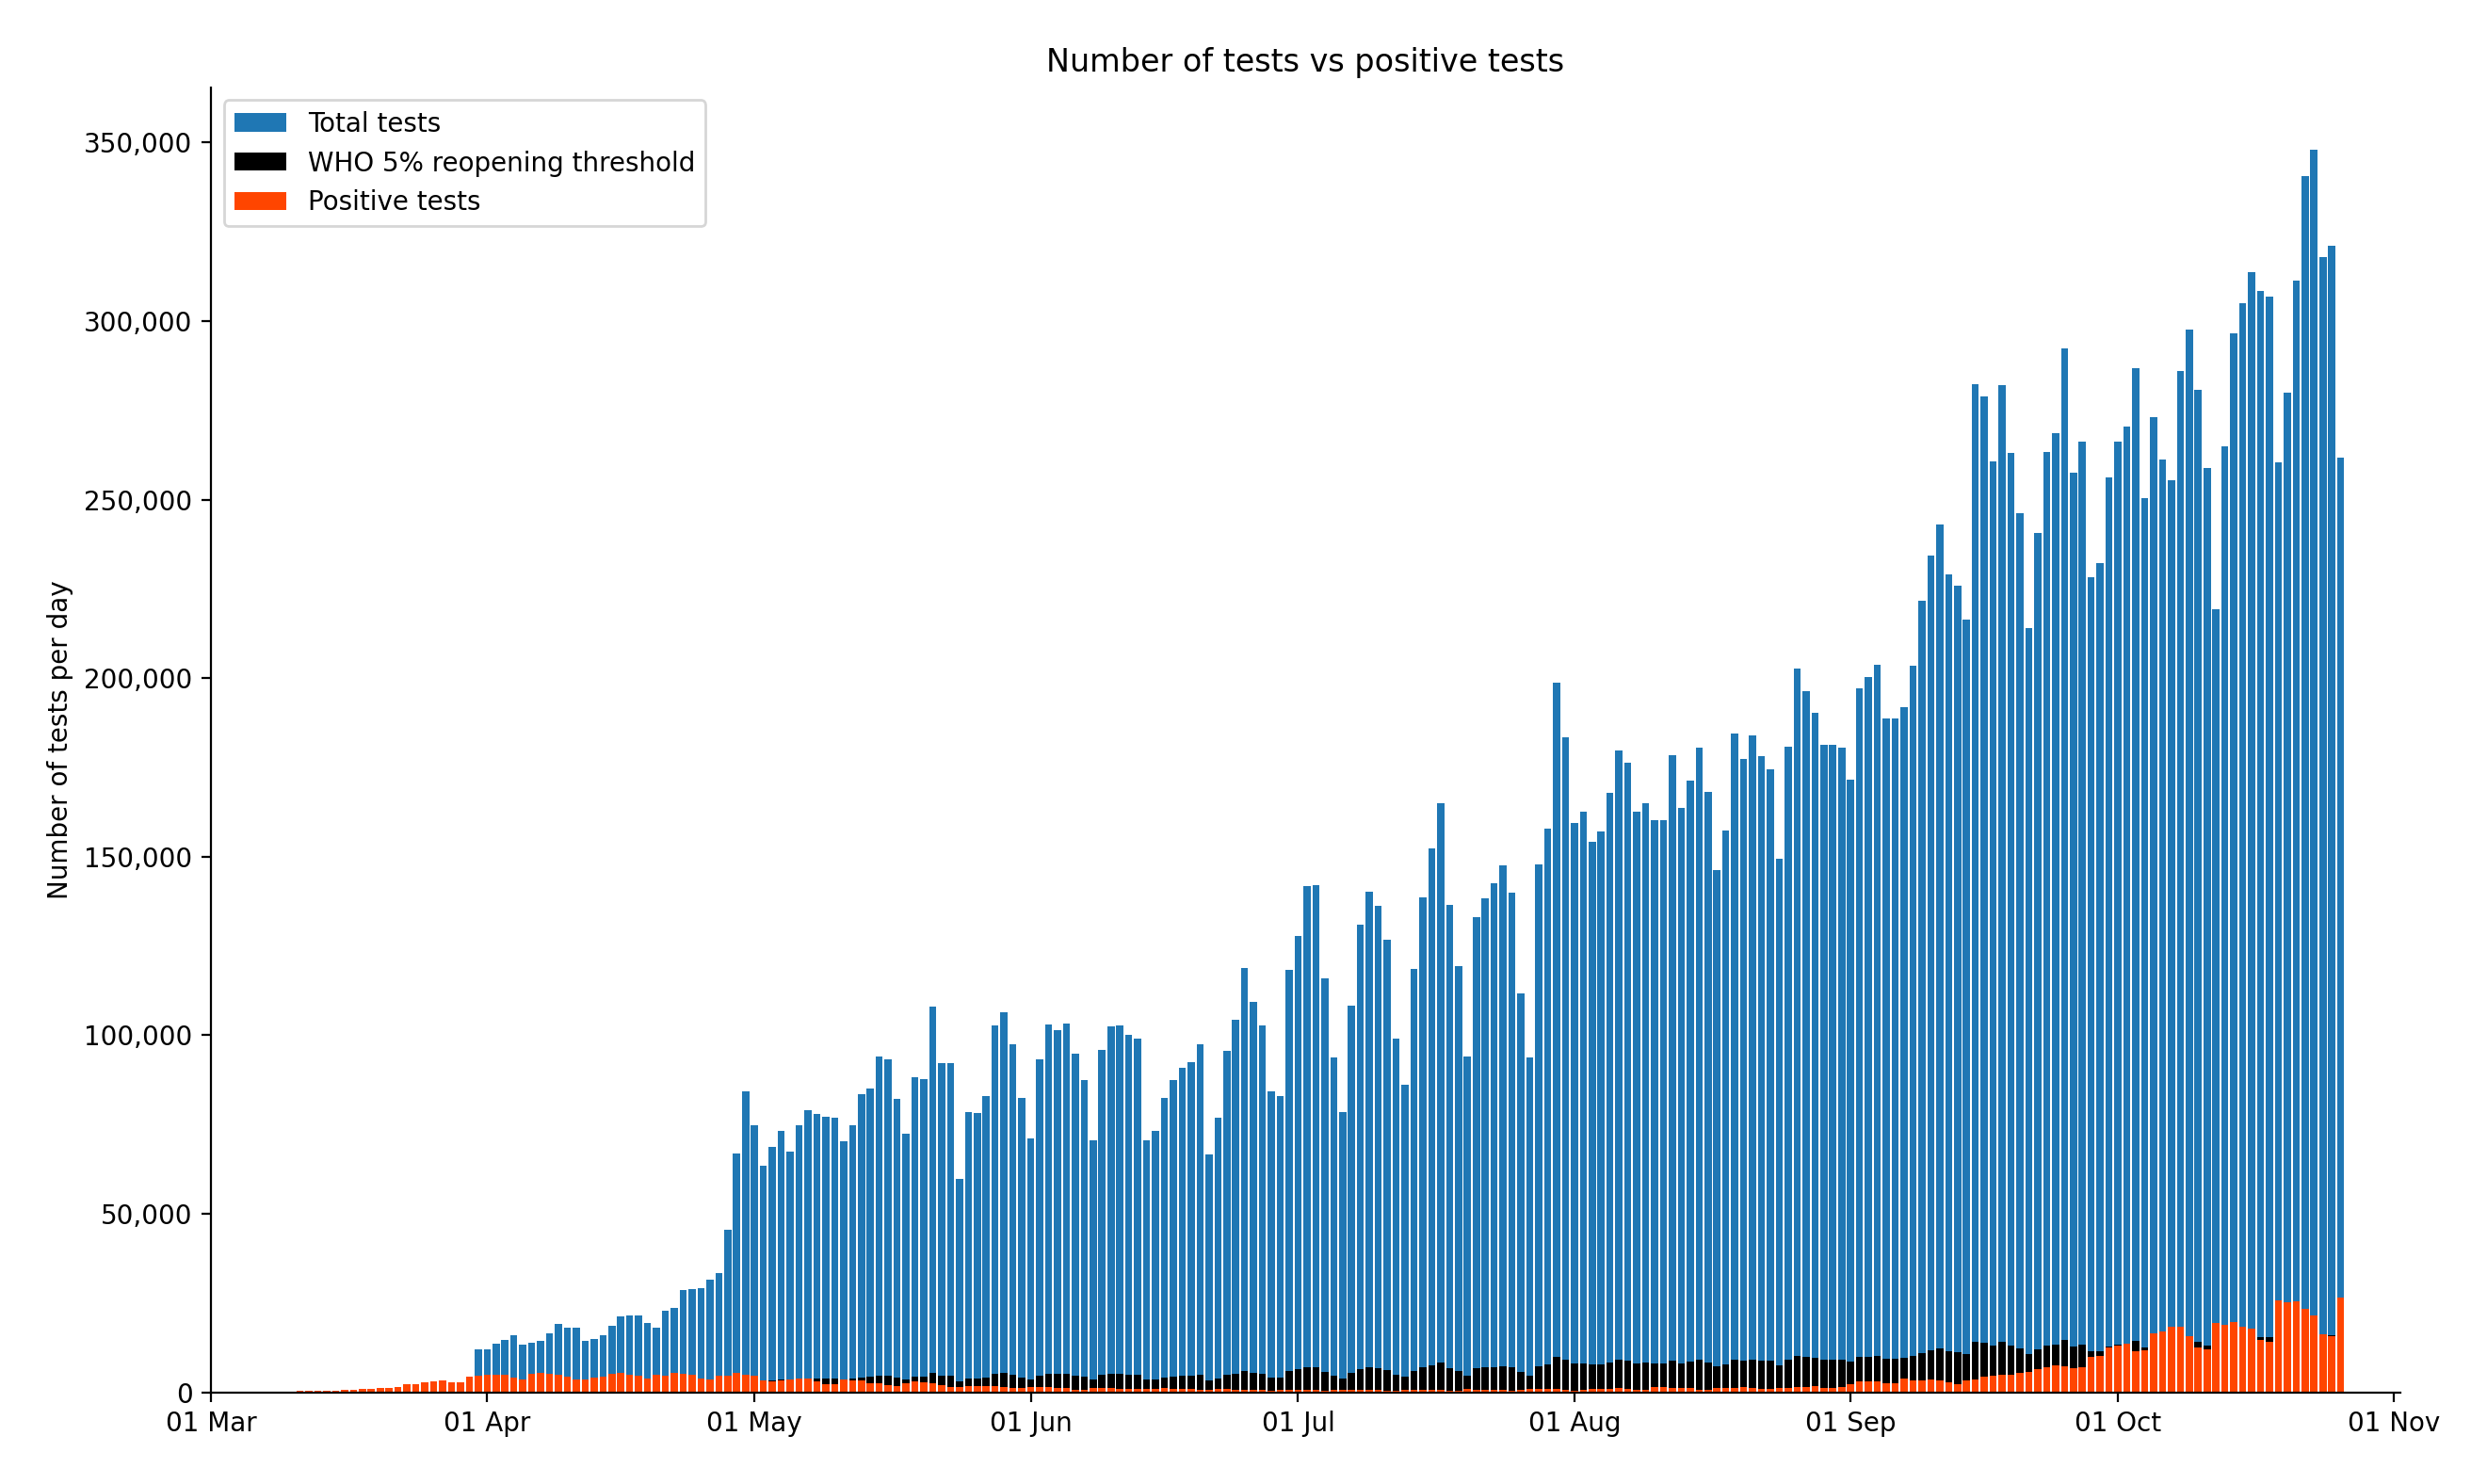 Number of tests vs positive tests
Total tests
WHO 5% reopening threshold
Positive tests
Number of tests per day
350,000
300,000
250,000
200,000
150,000
100,000
50,000
0
01 Mar
01 Apr
01 May
01 Jun
01 Jul
01 Aug
01 Sep
01 Oct
01 Nov